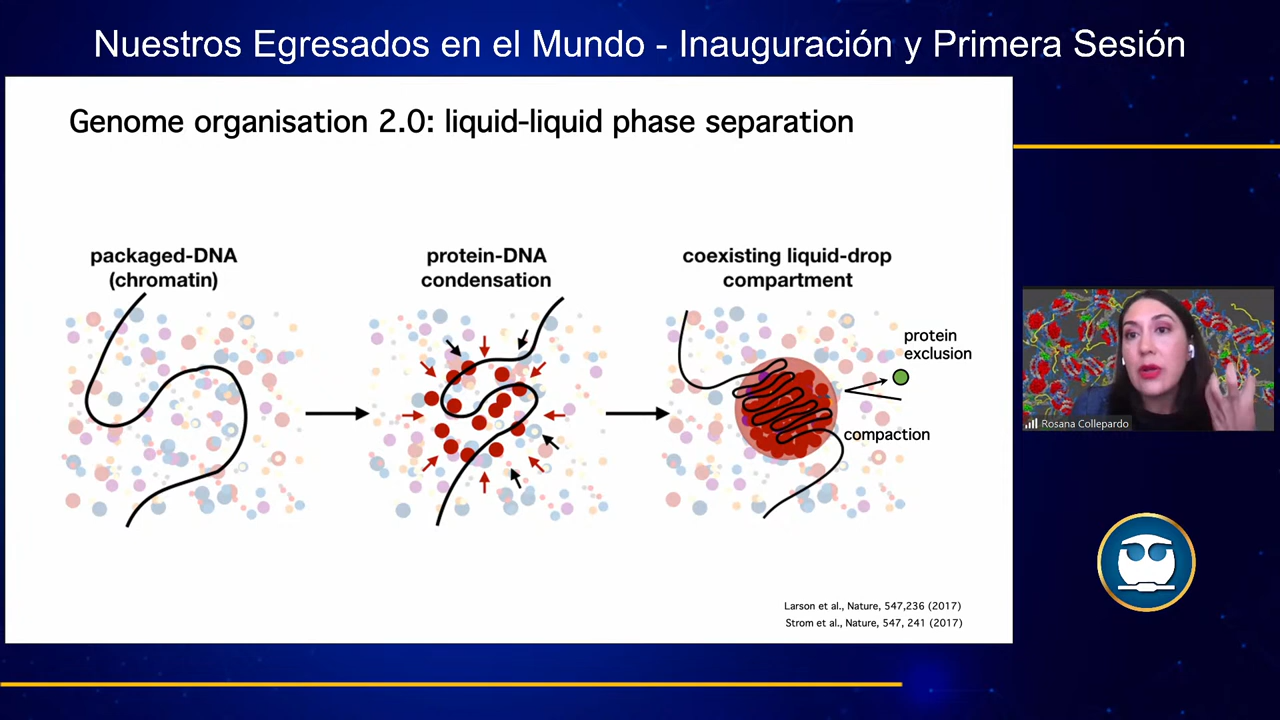 Nuestros Egresados en el Mundo - Inauguración y Primera Sesión
Genome organisation 2.0: liquid-liquid phase separation
packaged-DNA
(chromatin)
protein-DNA
condensation
coexisting liquid-drop
compartment
protein
exclusion
compaction
Larson et al., Nature, 547,236 (2017)
Strom et al., Nature, 547, 241 (2017)
Rosana Collepardo